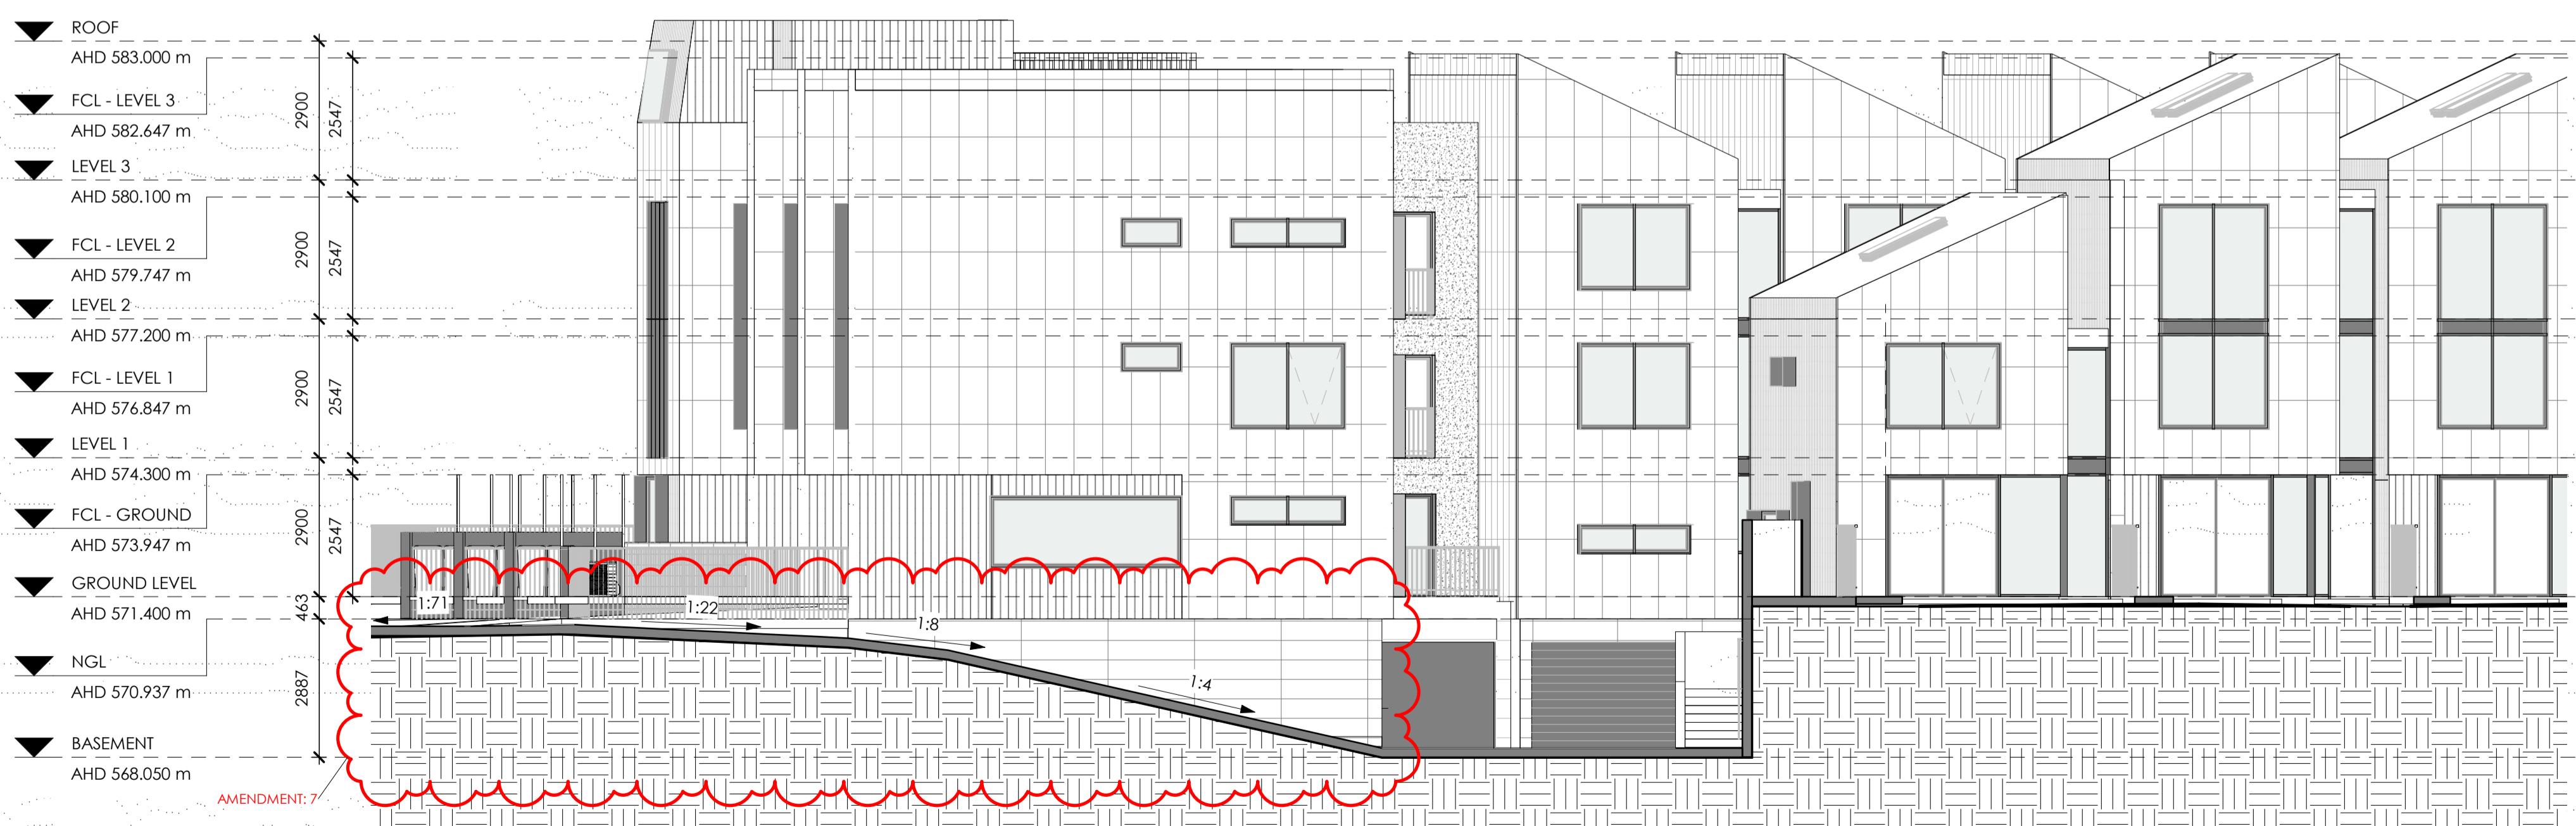 ROOF
AHD 583.000 m
FCL - LEVEL 3
AHD 582.647 m
LEVEL 3
AHD 580.100 m
FCL - LEVEL 2
AHD 579.747 m
LEVEL 2
AHD 577.200 m
FCL - LEVEL 1
AHD 576.847 m
LEVEL 1
AHD 574.300 m
FCL - GROUND
AHD 573.947 m
GROUND LEVEL
AHD 571.400 m
NGL
AHD 570.937 m
BASEMENT
AHD 568.050 m
AMENDMENT: 7
2900
2547
2900
2547
2900
2547
2900
2547
463
2887
1:71
1:22
1:8
1:4